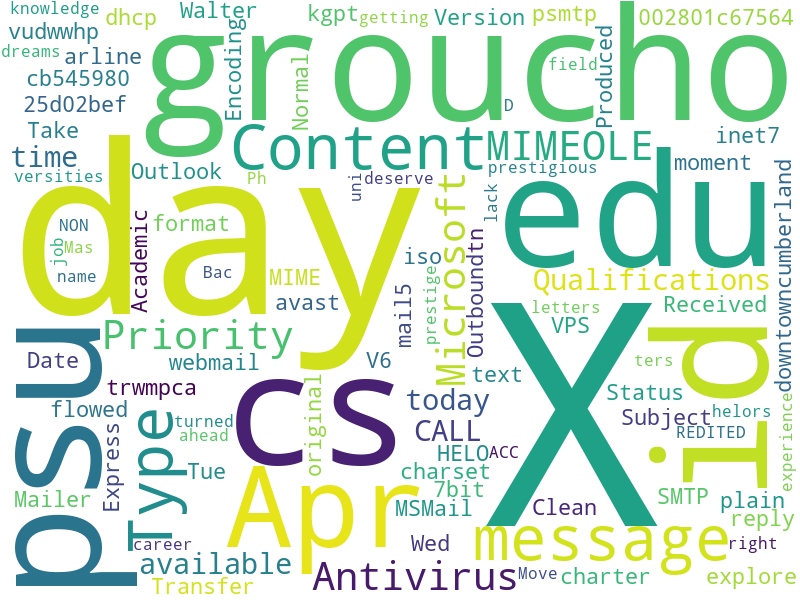 knowledge
dhcp
Walter
kgpt
getting
Version
psmtp
002801c67564
vudwwhp
groucho
dreams
arline
Encoding
Normal
field
Produced
cb545980
D
25d02bef
Take
Content
MIMEOLE
inet7
time
Outlook
Ph
uni
deserve
prestigious
moment
versities
day
edu
lack
Microsoft
downtowncumberland
NON
Academic
format
job
Mas
name
Bac
MIME
avast
iso
mail5
prestige
Outboundtn
Qualifications
letters
Received
psu
Priority
X
id
VPS
Date
webmail
V6
text
ters
trwmpca
cs
today
Status
flowed
turned
ahead
original
CALL
Subject
helors
REDITED
experience
Express
Type
Tue
HELO
ACC
charset
7bit
Mailer
Apr
MSMail
Clean
SMTP
plain
reply
career
Wed
message
right
available
Transfer
Antivirus
Move
charter
explore